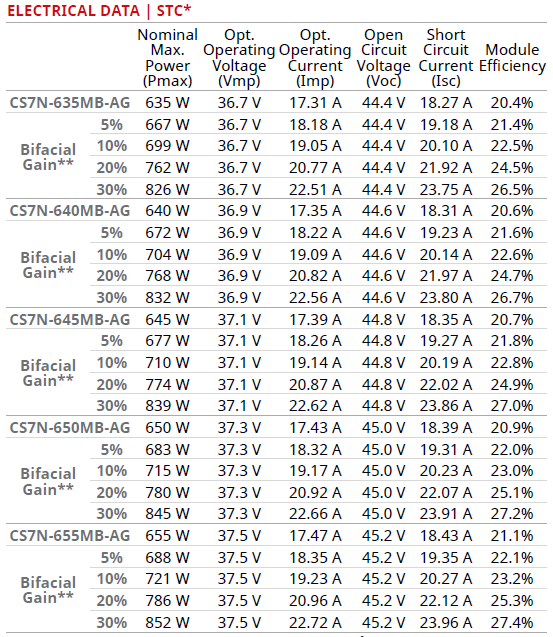 ELECTRICAL DATA | STC*
Nominal Max. Power (Pmax) Opt. Operating Voltage (Vmp) Opt. Operating Current (Imp) Open Circuit Voltage (Voc) Short Circuit Current (Isc) Module Efficiency
CS7N-635MB-AG 635 W 36.7 V 17.31 A 44.4 V 18.27 A 20.4%
Bifacial Gain**
5% 667 W 36.7 V 18.18 A 44.4 V 19.18 A 21.4%
10% 699 W 36.7 V 19.05 A 44.4 V 20.10 A 22.5%
20% 762 W 36.7 V 20.77 A 44.4 V 21.92 A 24.5%
30% 826 W 36.7 V 22.51 A 44.4 V 23.75 A 26.5%
CS7N-640MB-AG 640 W 36.9 V 17.35 A 44.6 V 18.31 A 20.6%
Bifacial Gain**
5% 672 W 36.9 V 18.22 A 44.6 V 19.23 A 21.6%
10% 704 W 36.9 V 19.09 A 44.6 V 20.14 A 22.6%
20% 768 W 36.9 V 20.82 A 44.6 V 21.97 A 24.7%
30% 832 W 36.9 V 22.56 A 44.6 V 23.80 A 26.7%
CS7N-645MB-AG 645 W 37.1 V 17.39 A 44.8 V 18.35 A 20.7%
Bifacial Gain**
5% 677 W 37.1 V 18.26 A 44.8 V 19.27 A 21.8%
10% 710 W 37.1 V 19.14 A 44.8 V 20.19 A 22.8%
20% 774 W 37.1 V 20.87 A 44.8 V 22.02 A 24.9%
30% 839 W 37.1 V 22.62 A 44.8 V 23.86 A 27.0%
CS7N-650MB-AG 650 W 37.3 V 17.43 A 45.0 V 18.39 A 20.9%
Bifacial Gain**
5% 683 W 37.3 V 18.32 A 45.0 V 19.31 A 22.0%
10% 715 W 37.3 V 19.17 A 45.0 V 20.23 A 23.0%
20% 780 W 37.3 V 20.92 A 45.0 V 22.07 A 25.1%
30% 845 W 37.3 V 22.66 A 45.0 V 23.91 A 27.2%
CS7N-655MB-AG 655 W 37.5 V 17.47 A 45.2 V 18.43 A 21.1%
Bifacial Gain**
5% 688 W 37.5 V 18.35 A 45.2 V 19.35 A 22.1%
10% 721 W 37.5 V 19.23 A 45.2 V 20.27 A 23.2%
20% 786 W 37.5 V 20.96 A 45.2 V 22.12 A 25.3%
30% 852 W 37.5 V 22.72 A 45.2 V 23.96 A 27.4%